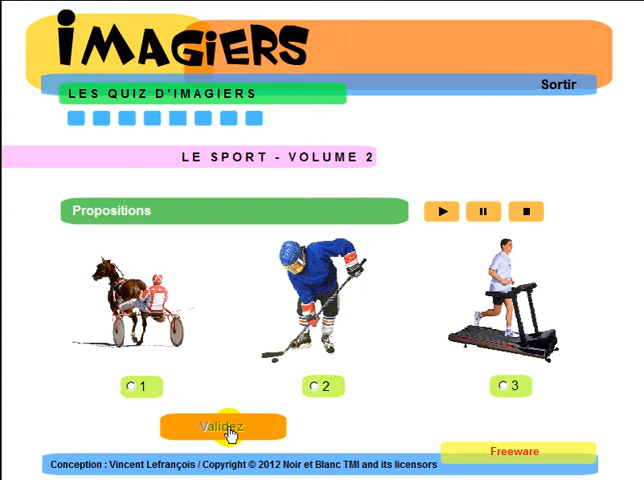 iMAGiERS
Sortir
LES QUIZ D'IMAGIERS
LE SPORT - VOLUME 2
Propositions
1
2
3
Validez
Freeware
Conception : Vincent Lefrançois / Copyright © 2012 Noir et Blanc TMI and its licensors